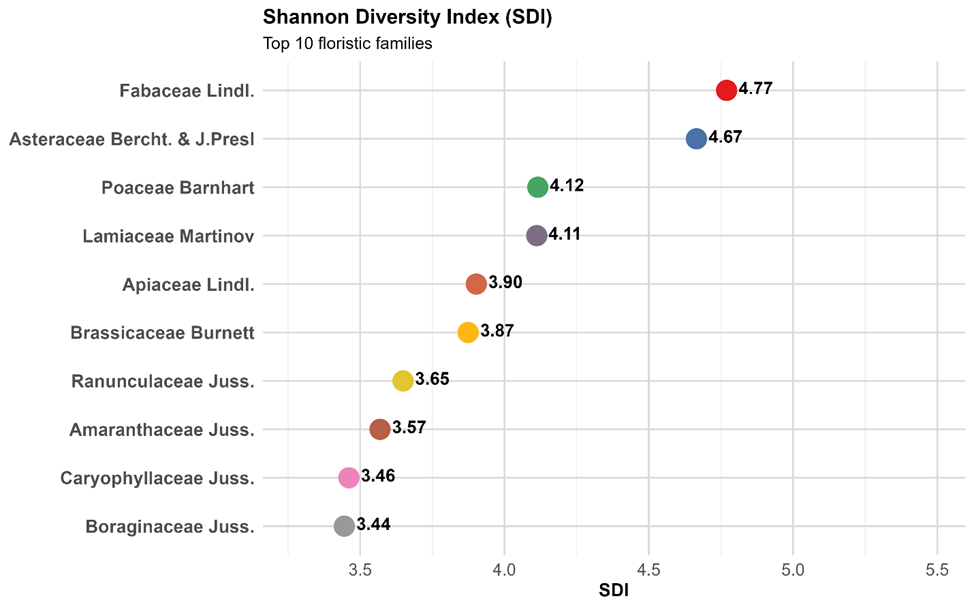 Shannon Diversity Index (SDI)
Top 10 floristic families
Fabaceae Lindl. 4.77
Asteraceae Bercht. & J.Presl 4.67
Poaceae Barnhart 4.12
Lamiaceae Martinov 4.11
Apiaceae Lindl. 3.90
Brassicaceae Burnett 3.87
Ranunculaceae Juss. 3.65
Amaranthaceae Juss. 3.57
Caryophyllaceae Juss. 3.46
Boraginaceae Juss. 3.44
3.5 4.0 4.5 5.0 5.5
SDI